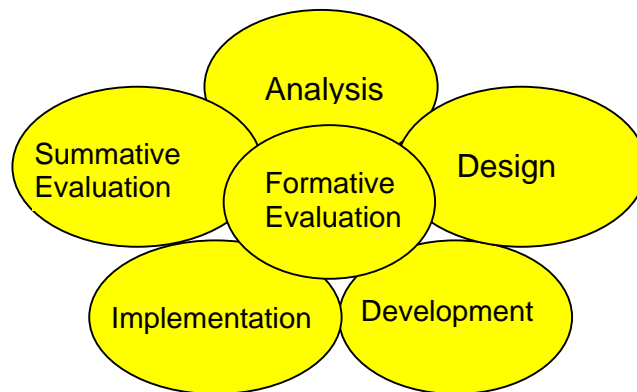 Analysis
Summative
Evaluation
Formative
Evaluation
Design
Implementation
Development